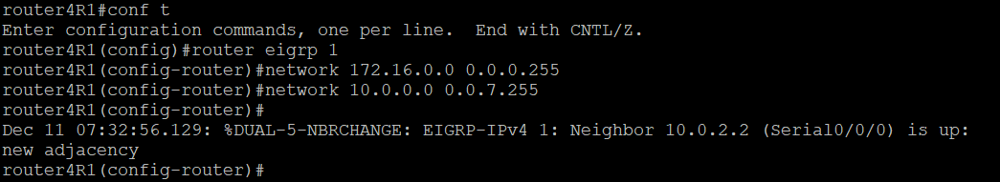 router4R1#conf t
Enter configuration commands, one per line.  End with CNTL/Z.
router4R1(config)#router eigrp 1
router4R1(config-router)#network 172.16.0.0 0.0.0.255
router4R1(config-router)#network 10.0.0.0 0.0.7.255
router4R1(config-router)#
Dec 11 07:32:56.129: %DUAL-5-NBRCHANGE: EIGRP-IPv4 1: Neighbor 10.0.2.2 (Serial0/0/0) is up:
new adjacency
router4R1(config-router)#